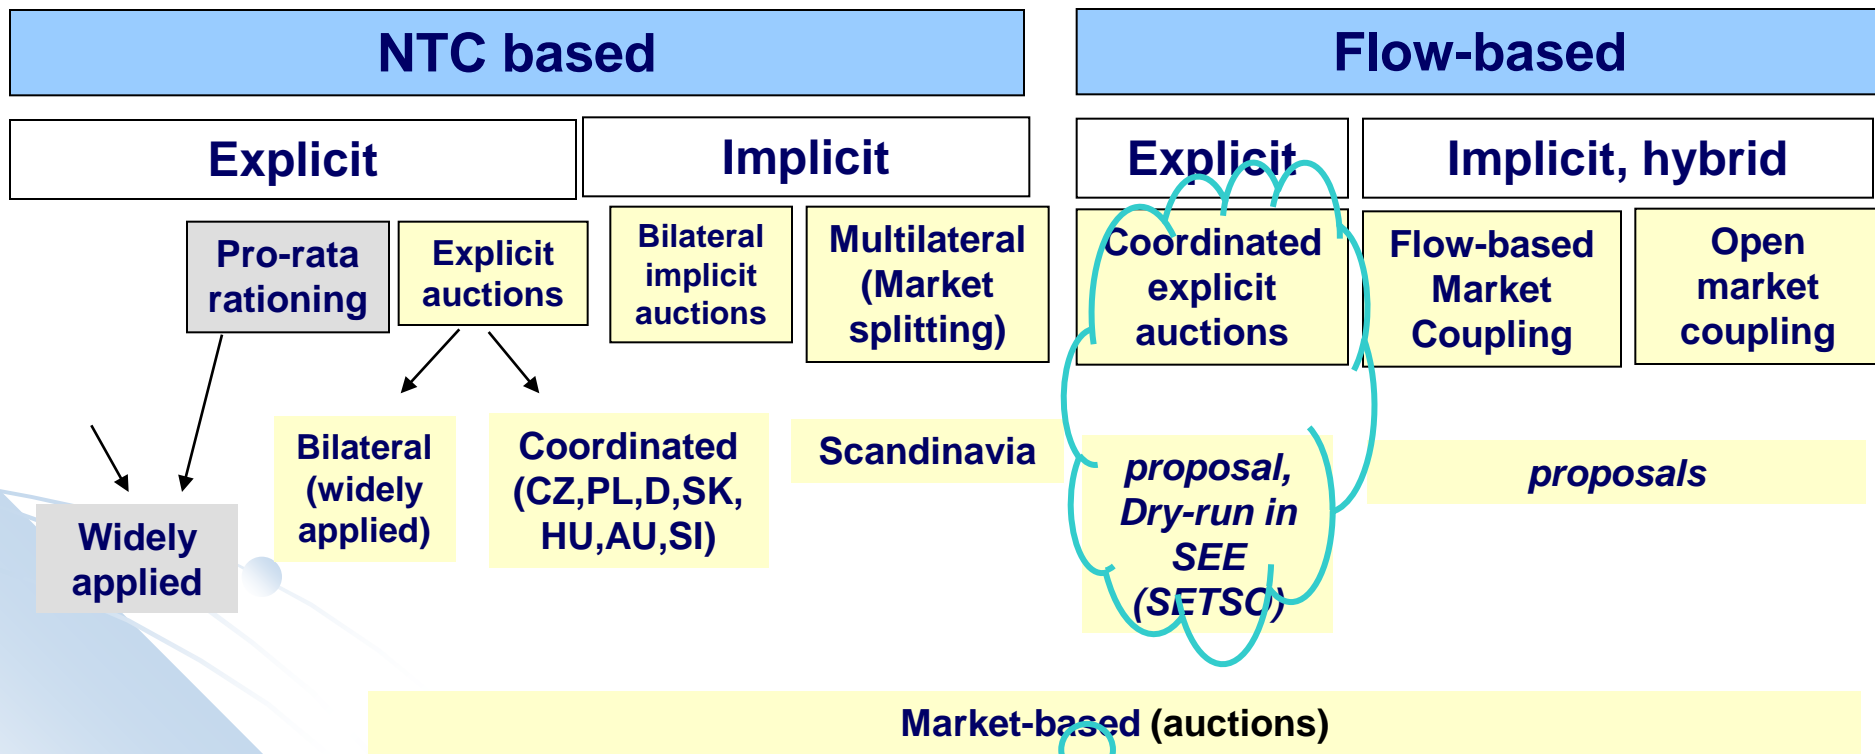 NTC based
Flow-based
Explicit
Implicit
Explicit
Implicit, hybrid
Pro-rata
rationing
Explicit
auctions
Bilateral
implicit
auctions
Multilateral
(Market
splitting)
Coordinated
explicit
auctions
Flow-based
Market
Coupling
Open
market
coupling
Widely
applied
Bilateral
(widely
applied)
Coordinated
(CZ,PL,D,SK,
HU,AU,SI)
Scandinavia
proposal,
Dry-run in
SEE
(SETSO)
proposals
Market-based (auctions)